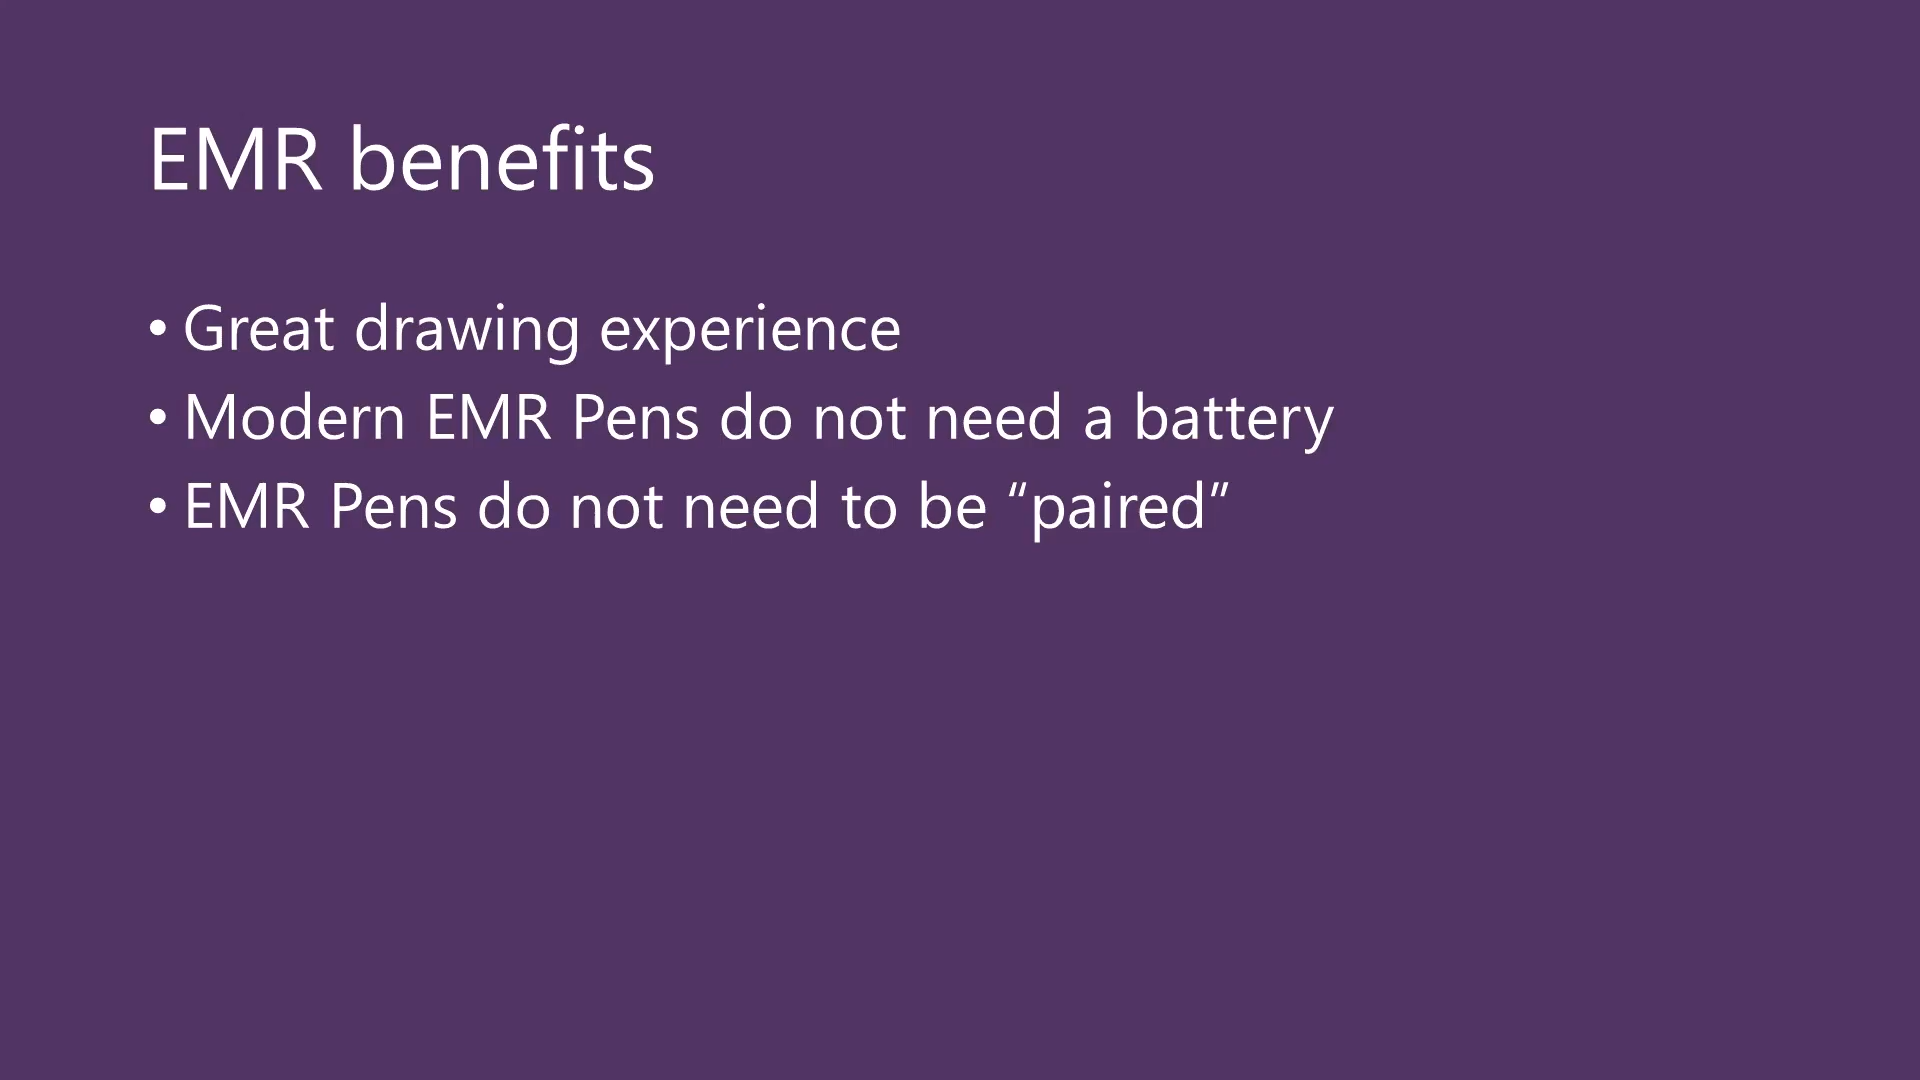 EMR benefits
• Great drawing experience
• Modern EMR Pens do not need a battery
• EMR Pens do not need to be “paired”